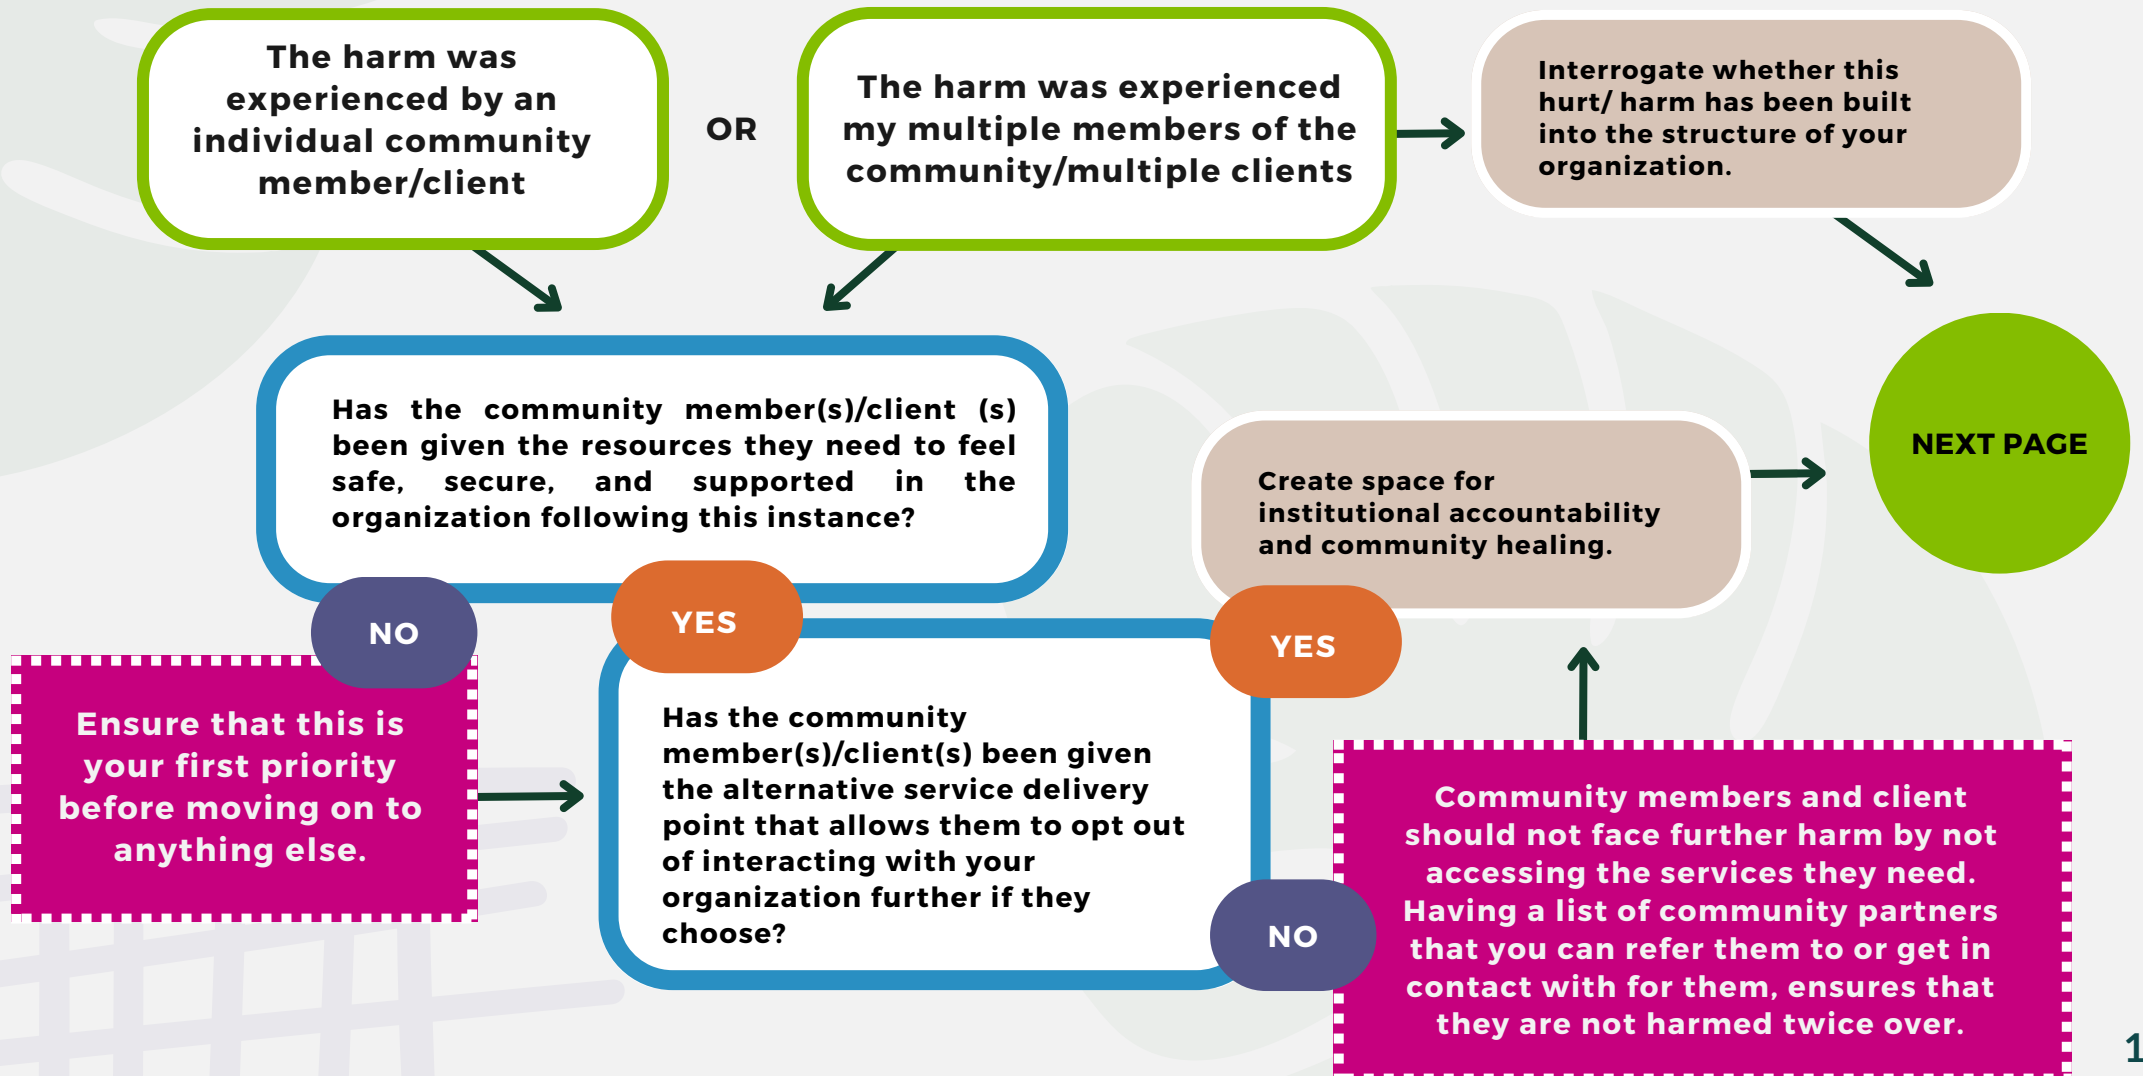 The harm was
experienced by an
individual community
member/client
OR
The harm was experienced
my multiple members of the
community/multiple clients
Interrogate whether this
hurt/ harm has been built
into the structure of your
organization.
Has the community member(s)/client (s)
been given the resources they need to feel
safe, secure, and supported in the
organization following this instance?
NO
YES
Ensure that this is
your first priority
before moving on to
anything else.
Has the community
member(s)/client(s) been given
the alternative service delivery
point that allows them to opt out
of interacting with your
organization further if they
choose?
YES
NO
Create space for
institutional accountability
and community healing.
Community members and client
should not face further harm by not
accessing the services they need.
Having a list of community partners
that you can refer them to or get in
contact with for them, ensures that
they are not harmed twice over.
NEXT PAGE
1